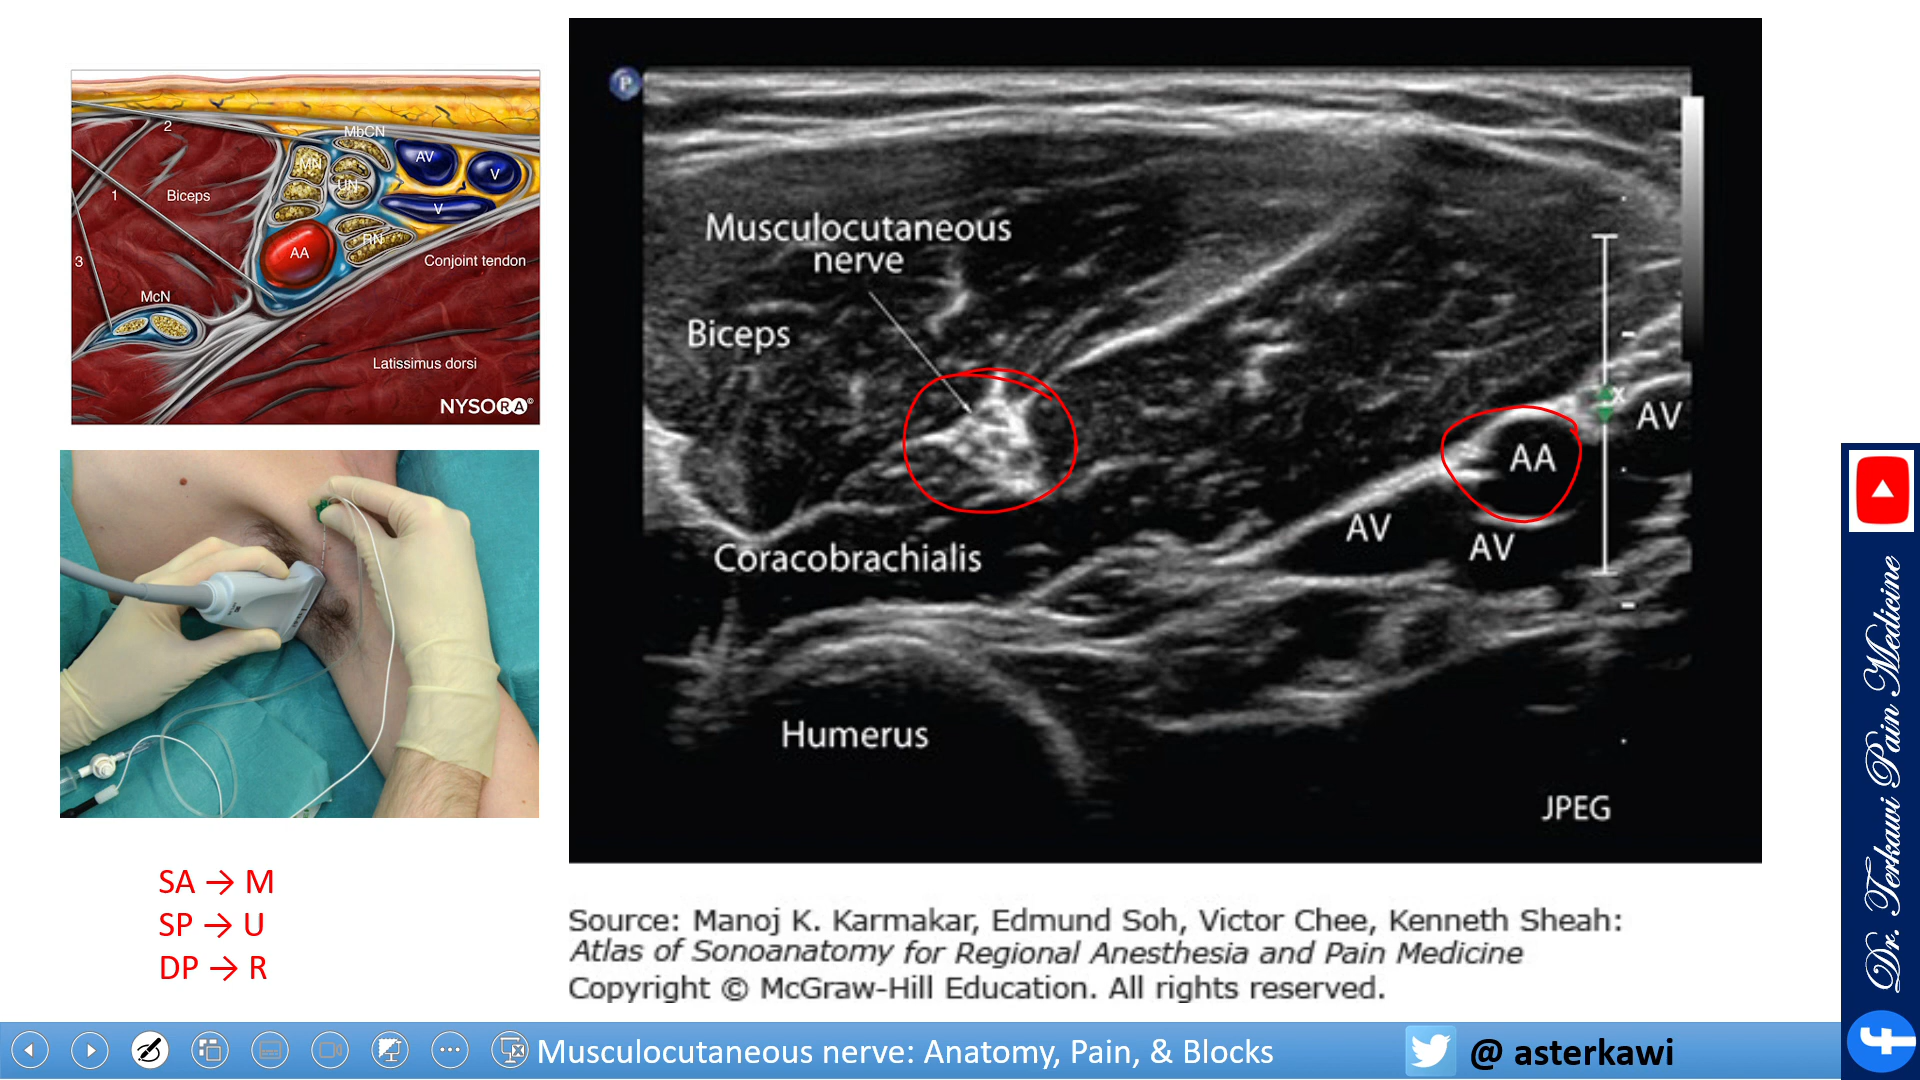 2
MbCN
MN
AV
V
UN
1
Biceps
V
RN
AA
3
Conjoint tendon
McN
Latissimus dorsi
NYSORA©
P
Musculocutaneous
nerve
Biceps
x
AV
AA
AV
AV
Coracobrachialis
Humerus
JPEG
SA → M
SP → U
DP → R
Source: Manoj K. Karmakar, Edmund Soh, Victor Chee, Kenneth Sheah:
Atlas of Sonoanatomy for Regional Anesthesia and Pain Medicine
Copyright © McGraw-Hill Education. All rights reserved.
Dr. Terkawi Pain Medicine
Musculocutaneous nerve: Anatomy, Pain, & Blocks
@ asterkawi